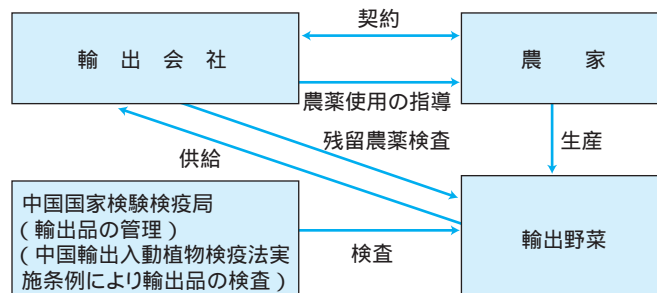 契約
輸出会社
農家
農薬使用の指導
残留農薬検査
供給
生産
中国国家検験検疫局
(輸出品の管理)
(中国輸出入動植物検疫法実
施条例により輸出品の検査)
検査
輸出野菜